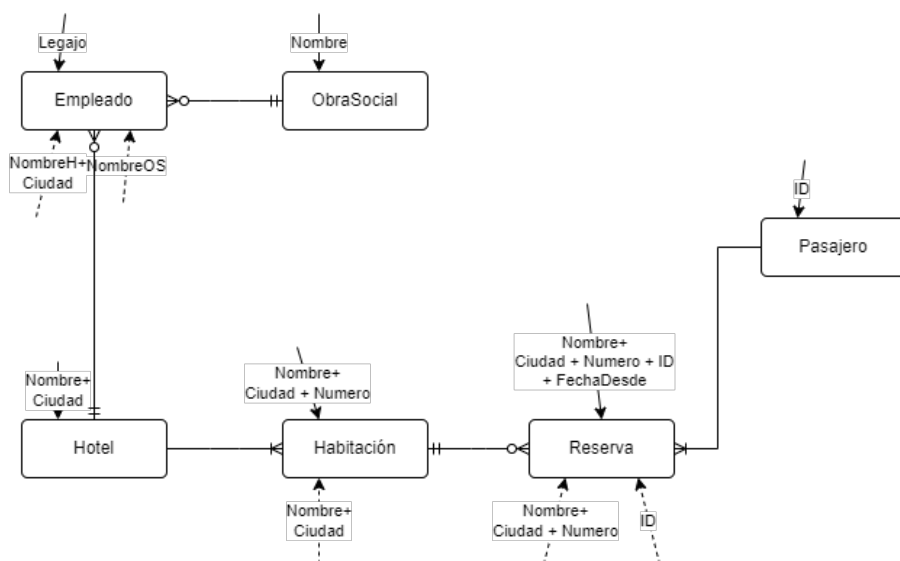 Legajo
Nombre
Empleado
ObraSocial
NombreH+
Ciudad
NombreOS
ID
Pasajero
Nombre+
Ciudad + Numero + ID
+ FechaDesde
Nombre+
Ciudad + Numero
Nombre+
Ciudad
Hotel
Habitación
Reserva
Nombre+
Ciudad
Nombre+
Ciudad + Numero
ID